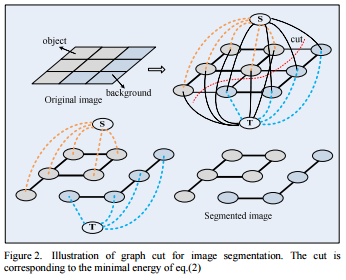 object
S
cut
background
Original image
T
S
T
Segmented image
Figure 2. Illustration of graph cut for image segmentation. The cut is
corresponding to the minimal energy of eq.(2)